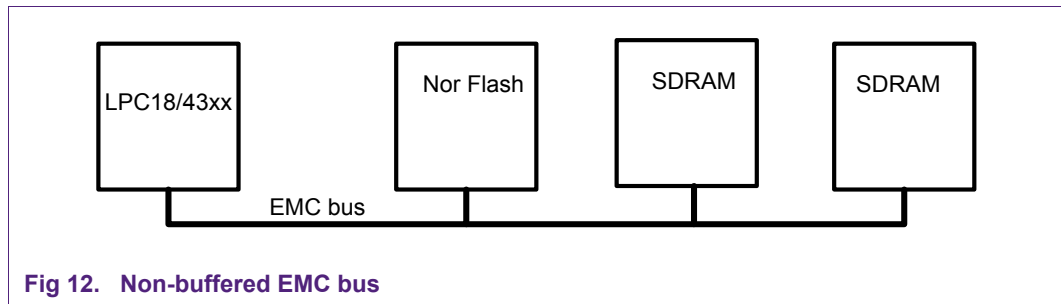 LPC18/43xx
Nor Flash
SDRAM
SDRAM
EMC bus
Fig 12. Non-buffered EMC bus